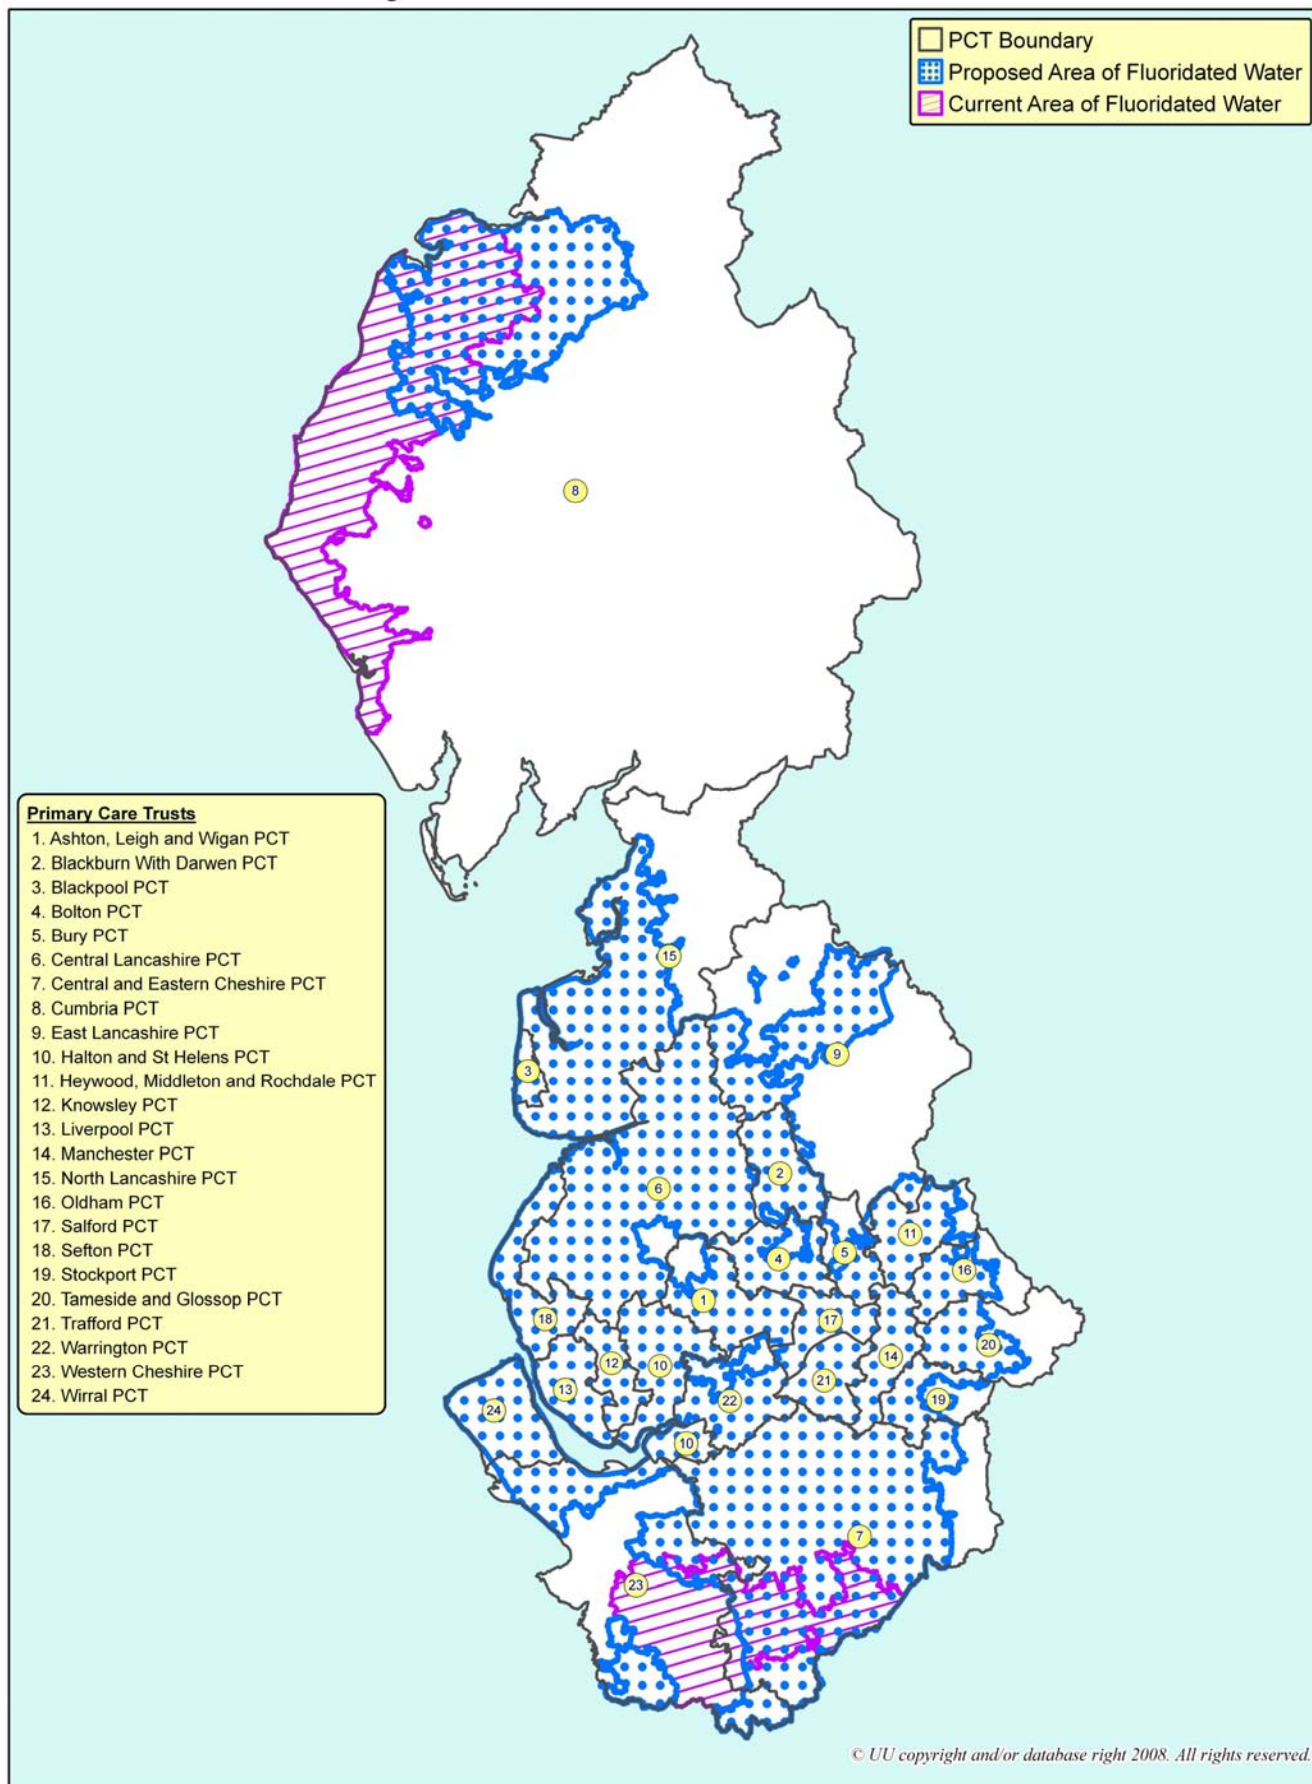 PCT Boundary
Proposed Area of Fluoridated Water
Current Area of Fluoridated Water
8
Primary Care Trusts
1. Ashton, Leigh and Wigan PCT
2. Blackburn With Darwen PCT
3. Blackpool PCT
4. Bolton PCT
5. Bury PCT
6. Central Lancashire PCT
7. Central and Eastern Cheshire PCT
8. Cumbria PCT
9. East Lancashire PCT
10. Halton and St Helens PCT
11. Heywood, Middleton and Rochdale PCT
12. Knowsley PCT
13. Liverpool PCT
14. Manchester PCT
15. North Lancashire PCT
16. Oldham PCT
17. Salford PCT
18. Sefton PCT
19. Stockport PCT
20. Tameside and Glossop PCT
21. Trafford PCT
22. Warrington PCT
23. Western Cheshire PCT
24. Wirral PCT
15
9
3
2
6
11
5
4
16
1
18
17
20
14
12
10
21
13
19
22
24
10
7
23
© UU copyright and/or database right 2008. All rights reserved.